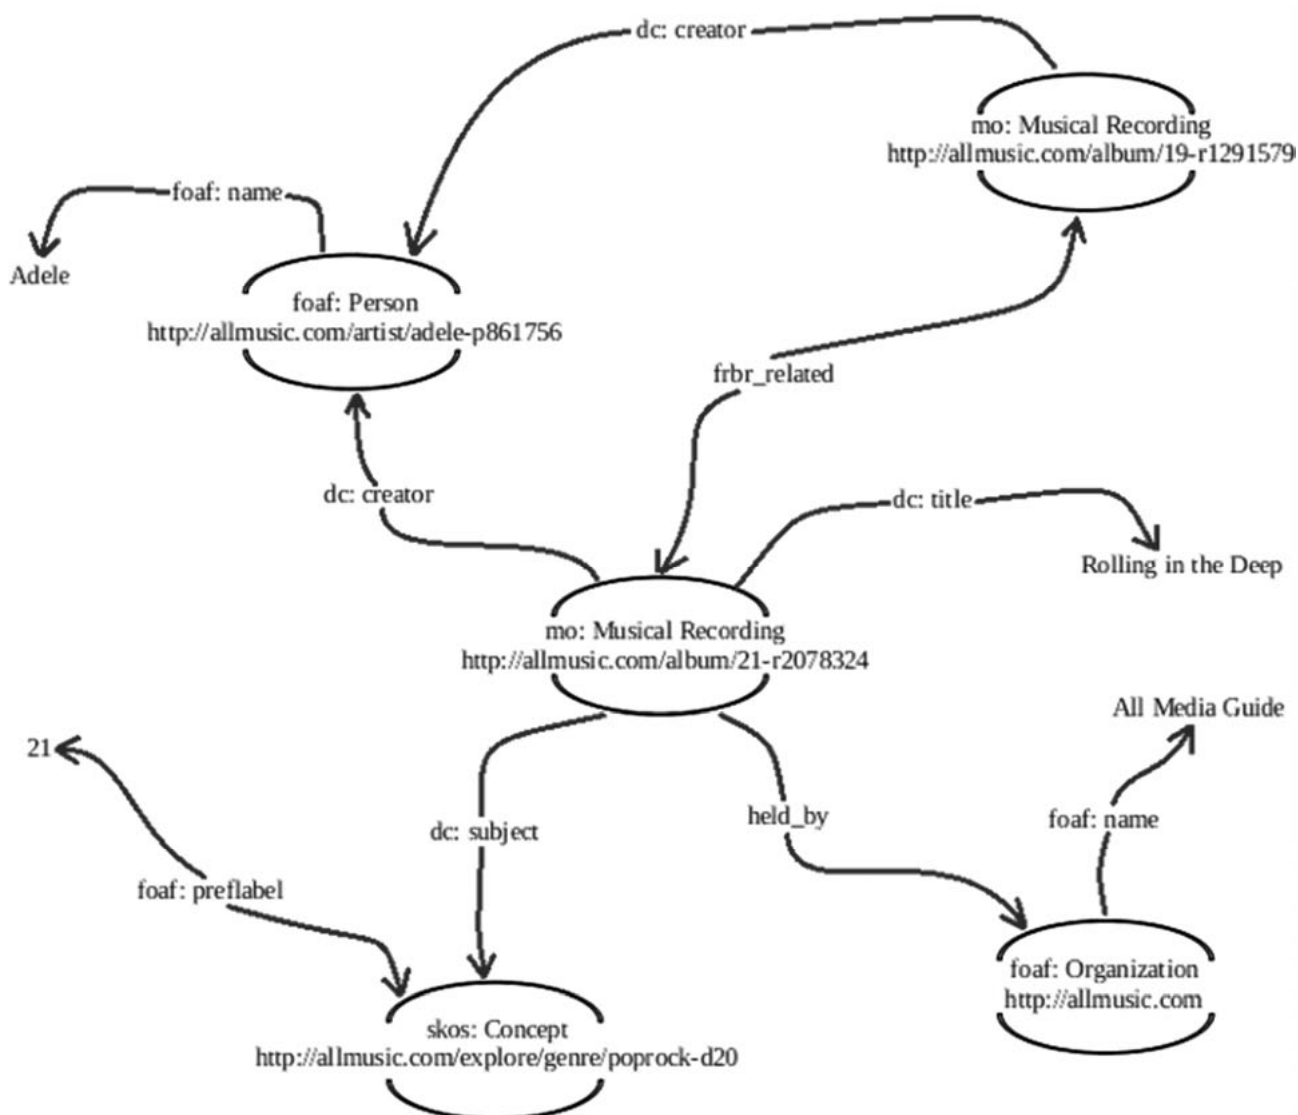 dc: creator
mo: Musical Recording
http://allmusic.com/album/19-r1291579
foaf: name
Adele
foaf: Person
http://allmusic.com/artist/adele-p861756
frbr_related
dc: creator
dc: title
Rolling in the Deep
mo: Musical Recording
http://allmusic.com/album/21-r2078324
All Media Guide
21
held_by
foaf: name
dc: subject
foaf: preflabel
foaf: Organization
http://allmusic.com
skos: Concept
http://allmusic.com/explore/genre/poprock-d20